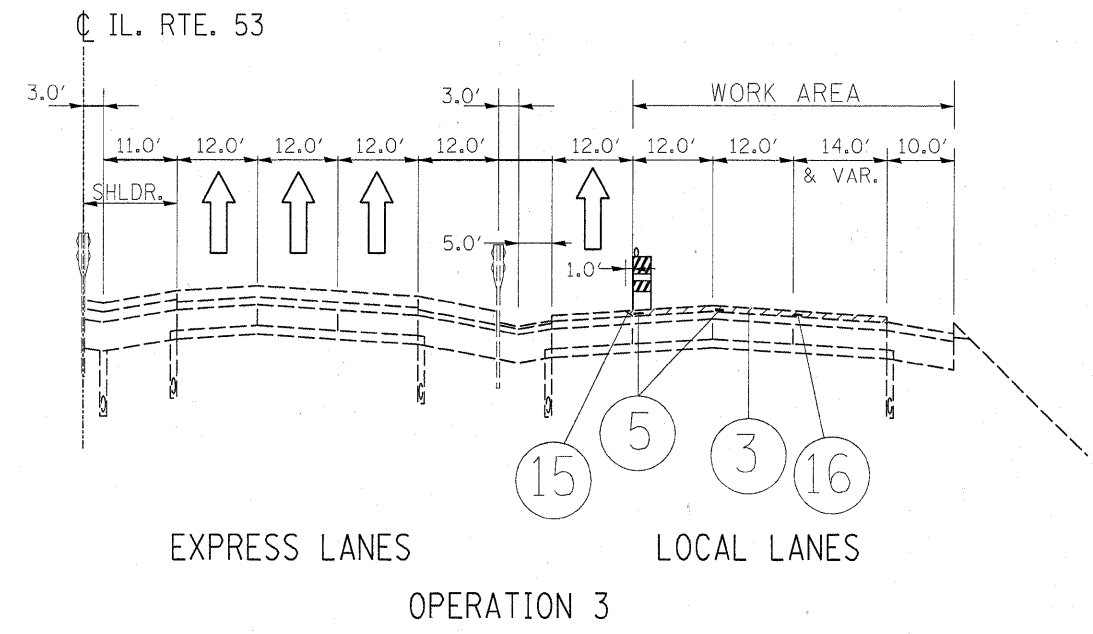 ℄ IL. RTE. 53
3.0'
3.0'
WORK AREA
11.0' 12.0' 12.0' 12.0' 12.0' 12.0' 12.0' 12.0' 14.0' 10.0'
& VAR.
SHLDR.
5.0'
1.0'
15 5 3 16
EXPRESS LANES LOCAL LANES
OPERATION 3